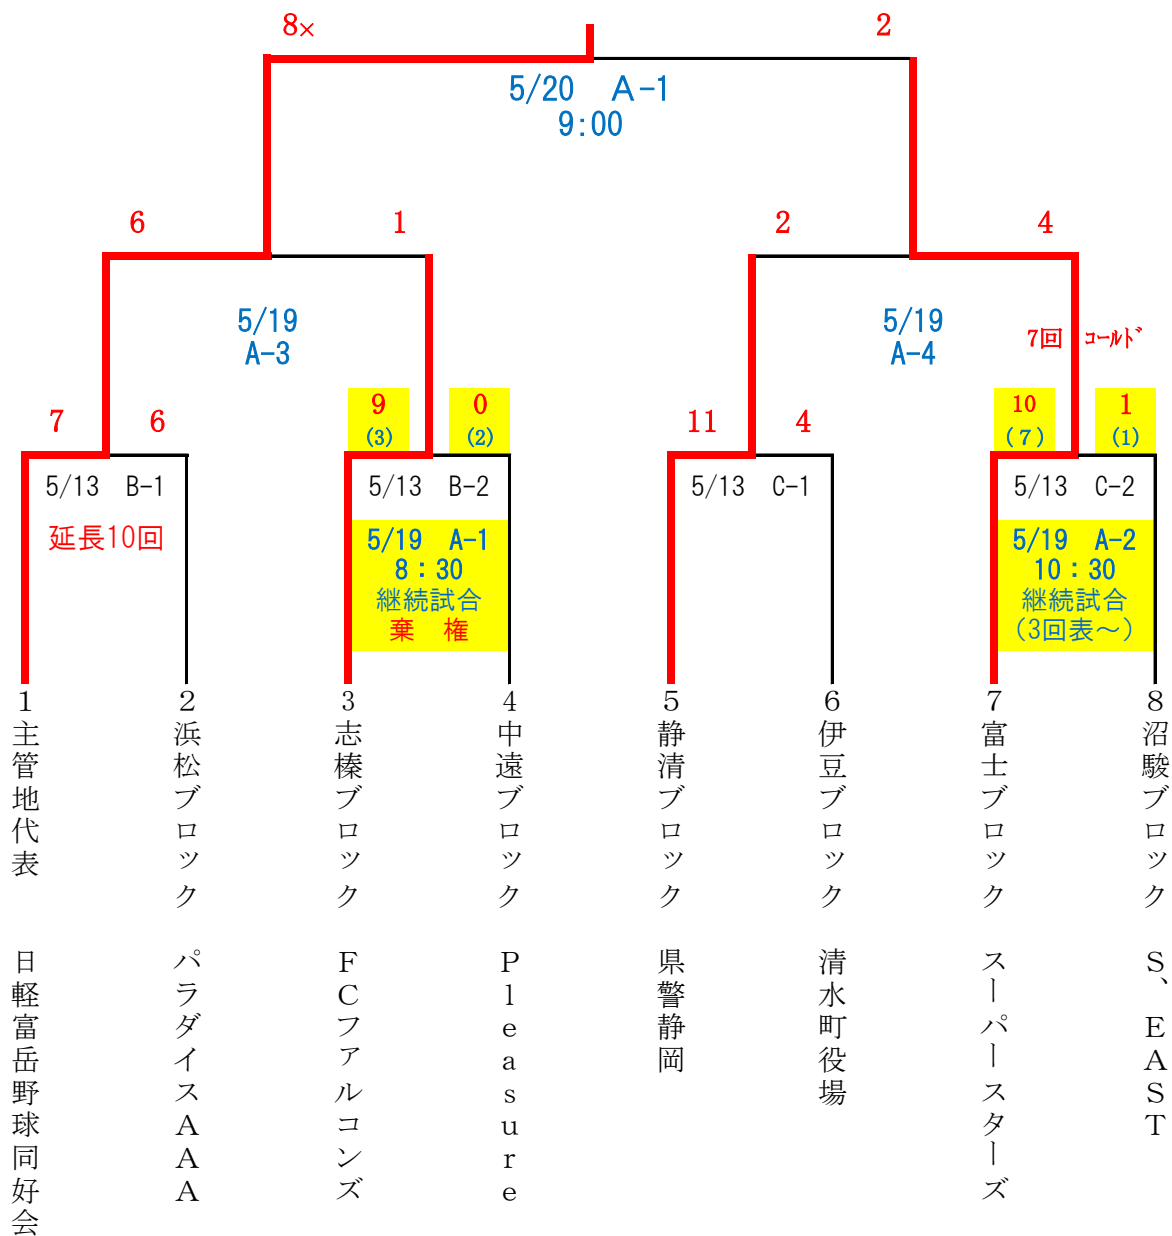 8× 2
5/20 A-1
9:00
6 1 2 4
5/19
A-3
5/19
A-4
7回 コールド
7 6 9 0 11 4 10 1
(3) (2) (7) (1)
5/13 B-1
5/13 B-2
5/13 C-1
5/13 C-2
延長10回
5/19 A-1
8:30
継続試合
棄 権
5/19 A-2
10:30
継続試合
(3回表~)
1 主管地代表 日軽富岳野球同好会
2 浜松ブロック パラダイスAAA
3 志榛ブロック FCファルコンズ
4 中遠ブロック Pleasure
5 静清ブロック 県警静岡
6 伊豆ブロック 清水町役場
7 富士ブロック スーパースターズ
8 沼駿ブロック S、EAST